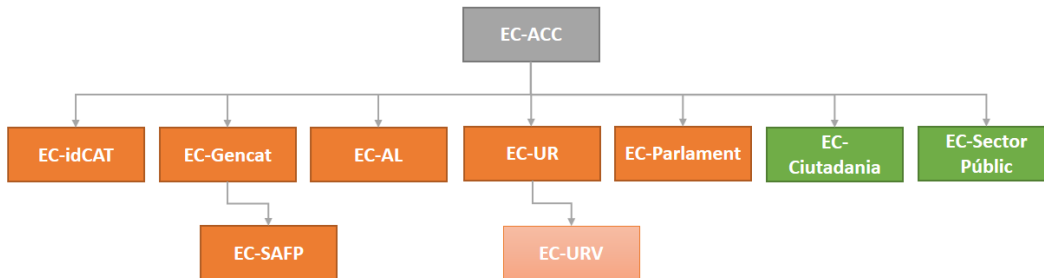 EC-ACC
EC-idCAT
EC-Gencat
EC-AL
EC-UR
EC-Parlament
EC-
Ciutadania
EC-Sector
Públic
EC-SAFP
EC-URV